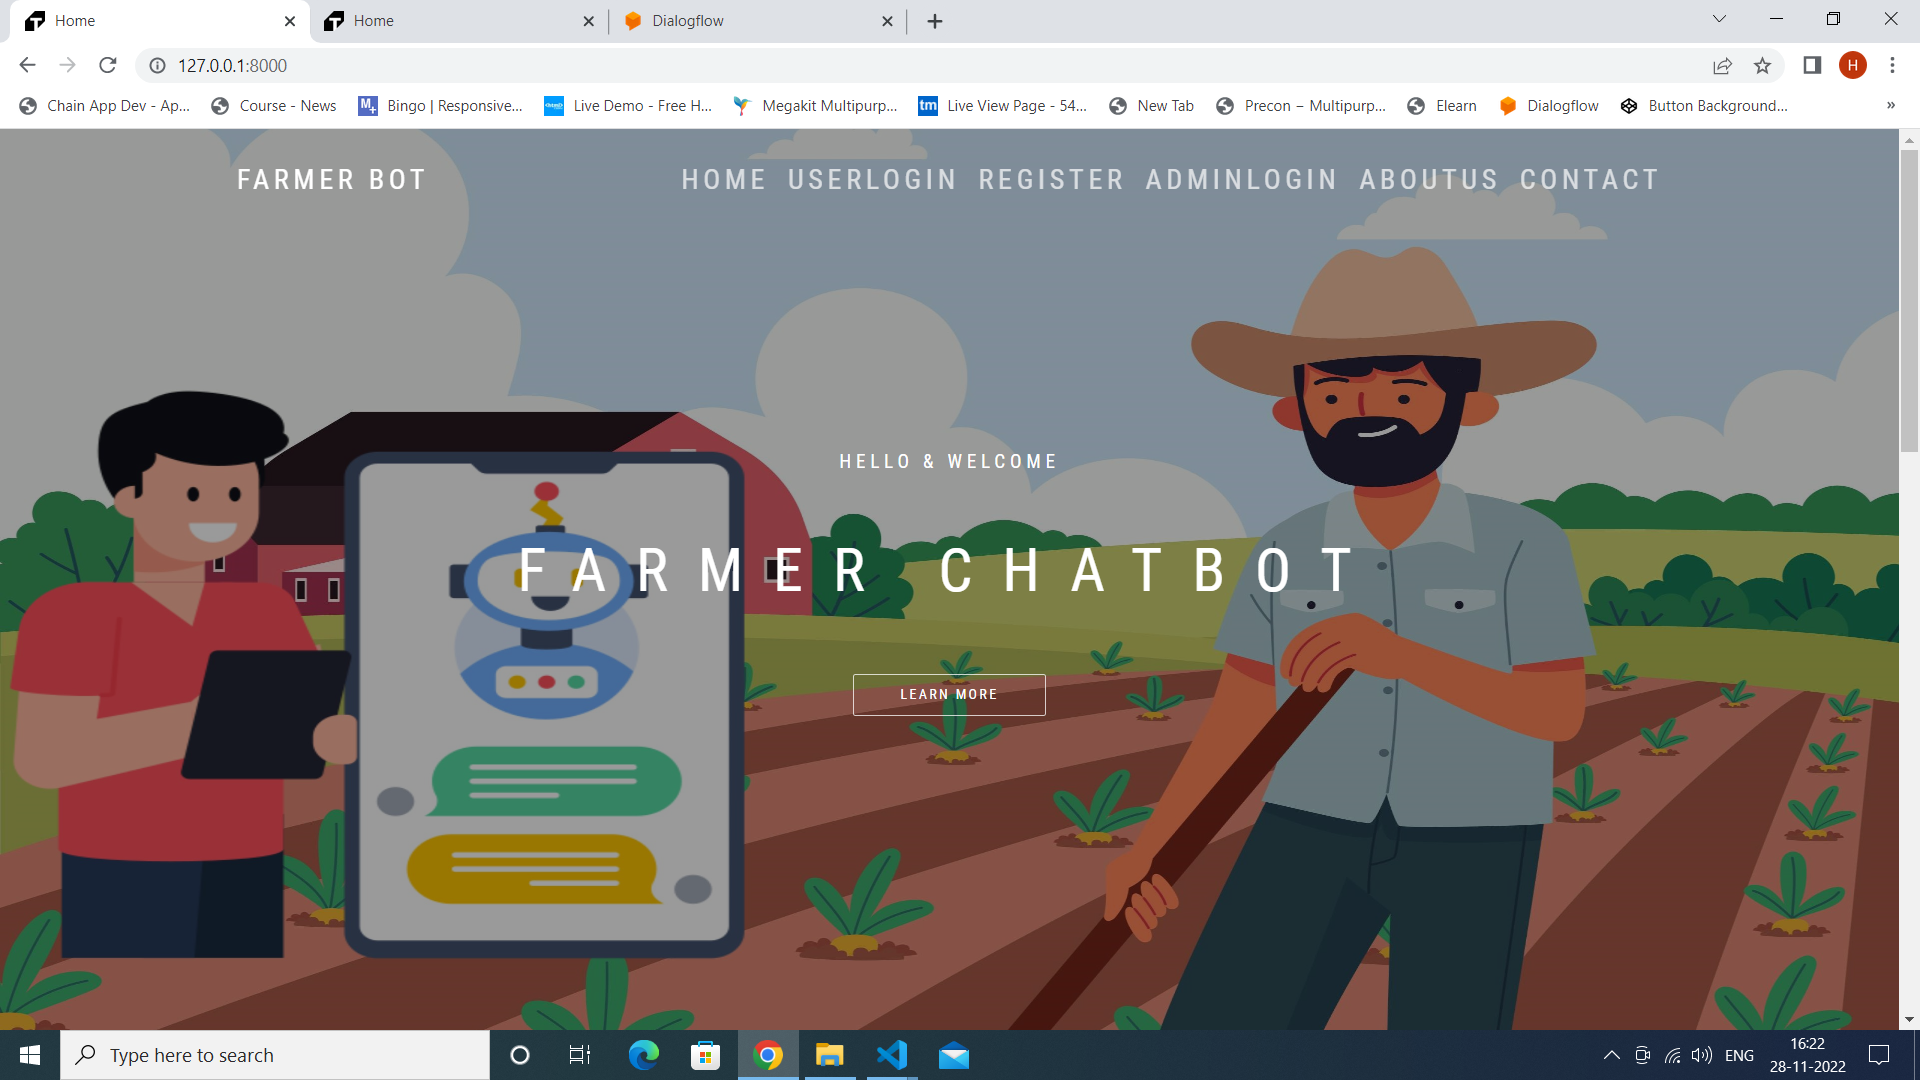 Home
Home
Dialogflow
127.0.0.1:8000
H
Chain App Dev - Ap...
Course - News
M+
Bingo | Responsive...
Live Demo - Free H...
Megakit Multipurp...
tm
Live View Page - 54...
New Tab
Precon – Multipurp...
Elearn
Dialogflow
Button Background...
»
FARMER BOT
HOME USERLOGIN REGISTER ADMINLOGIN ABOUTUS CONTACT
HELLO & WELCOME
FARMER CHATBOT
LEARN MORE
Type here to search
ENG
16:22
28-11-2022